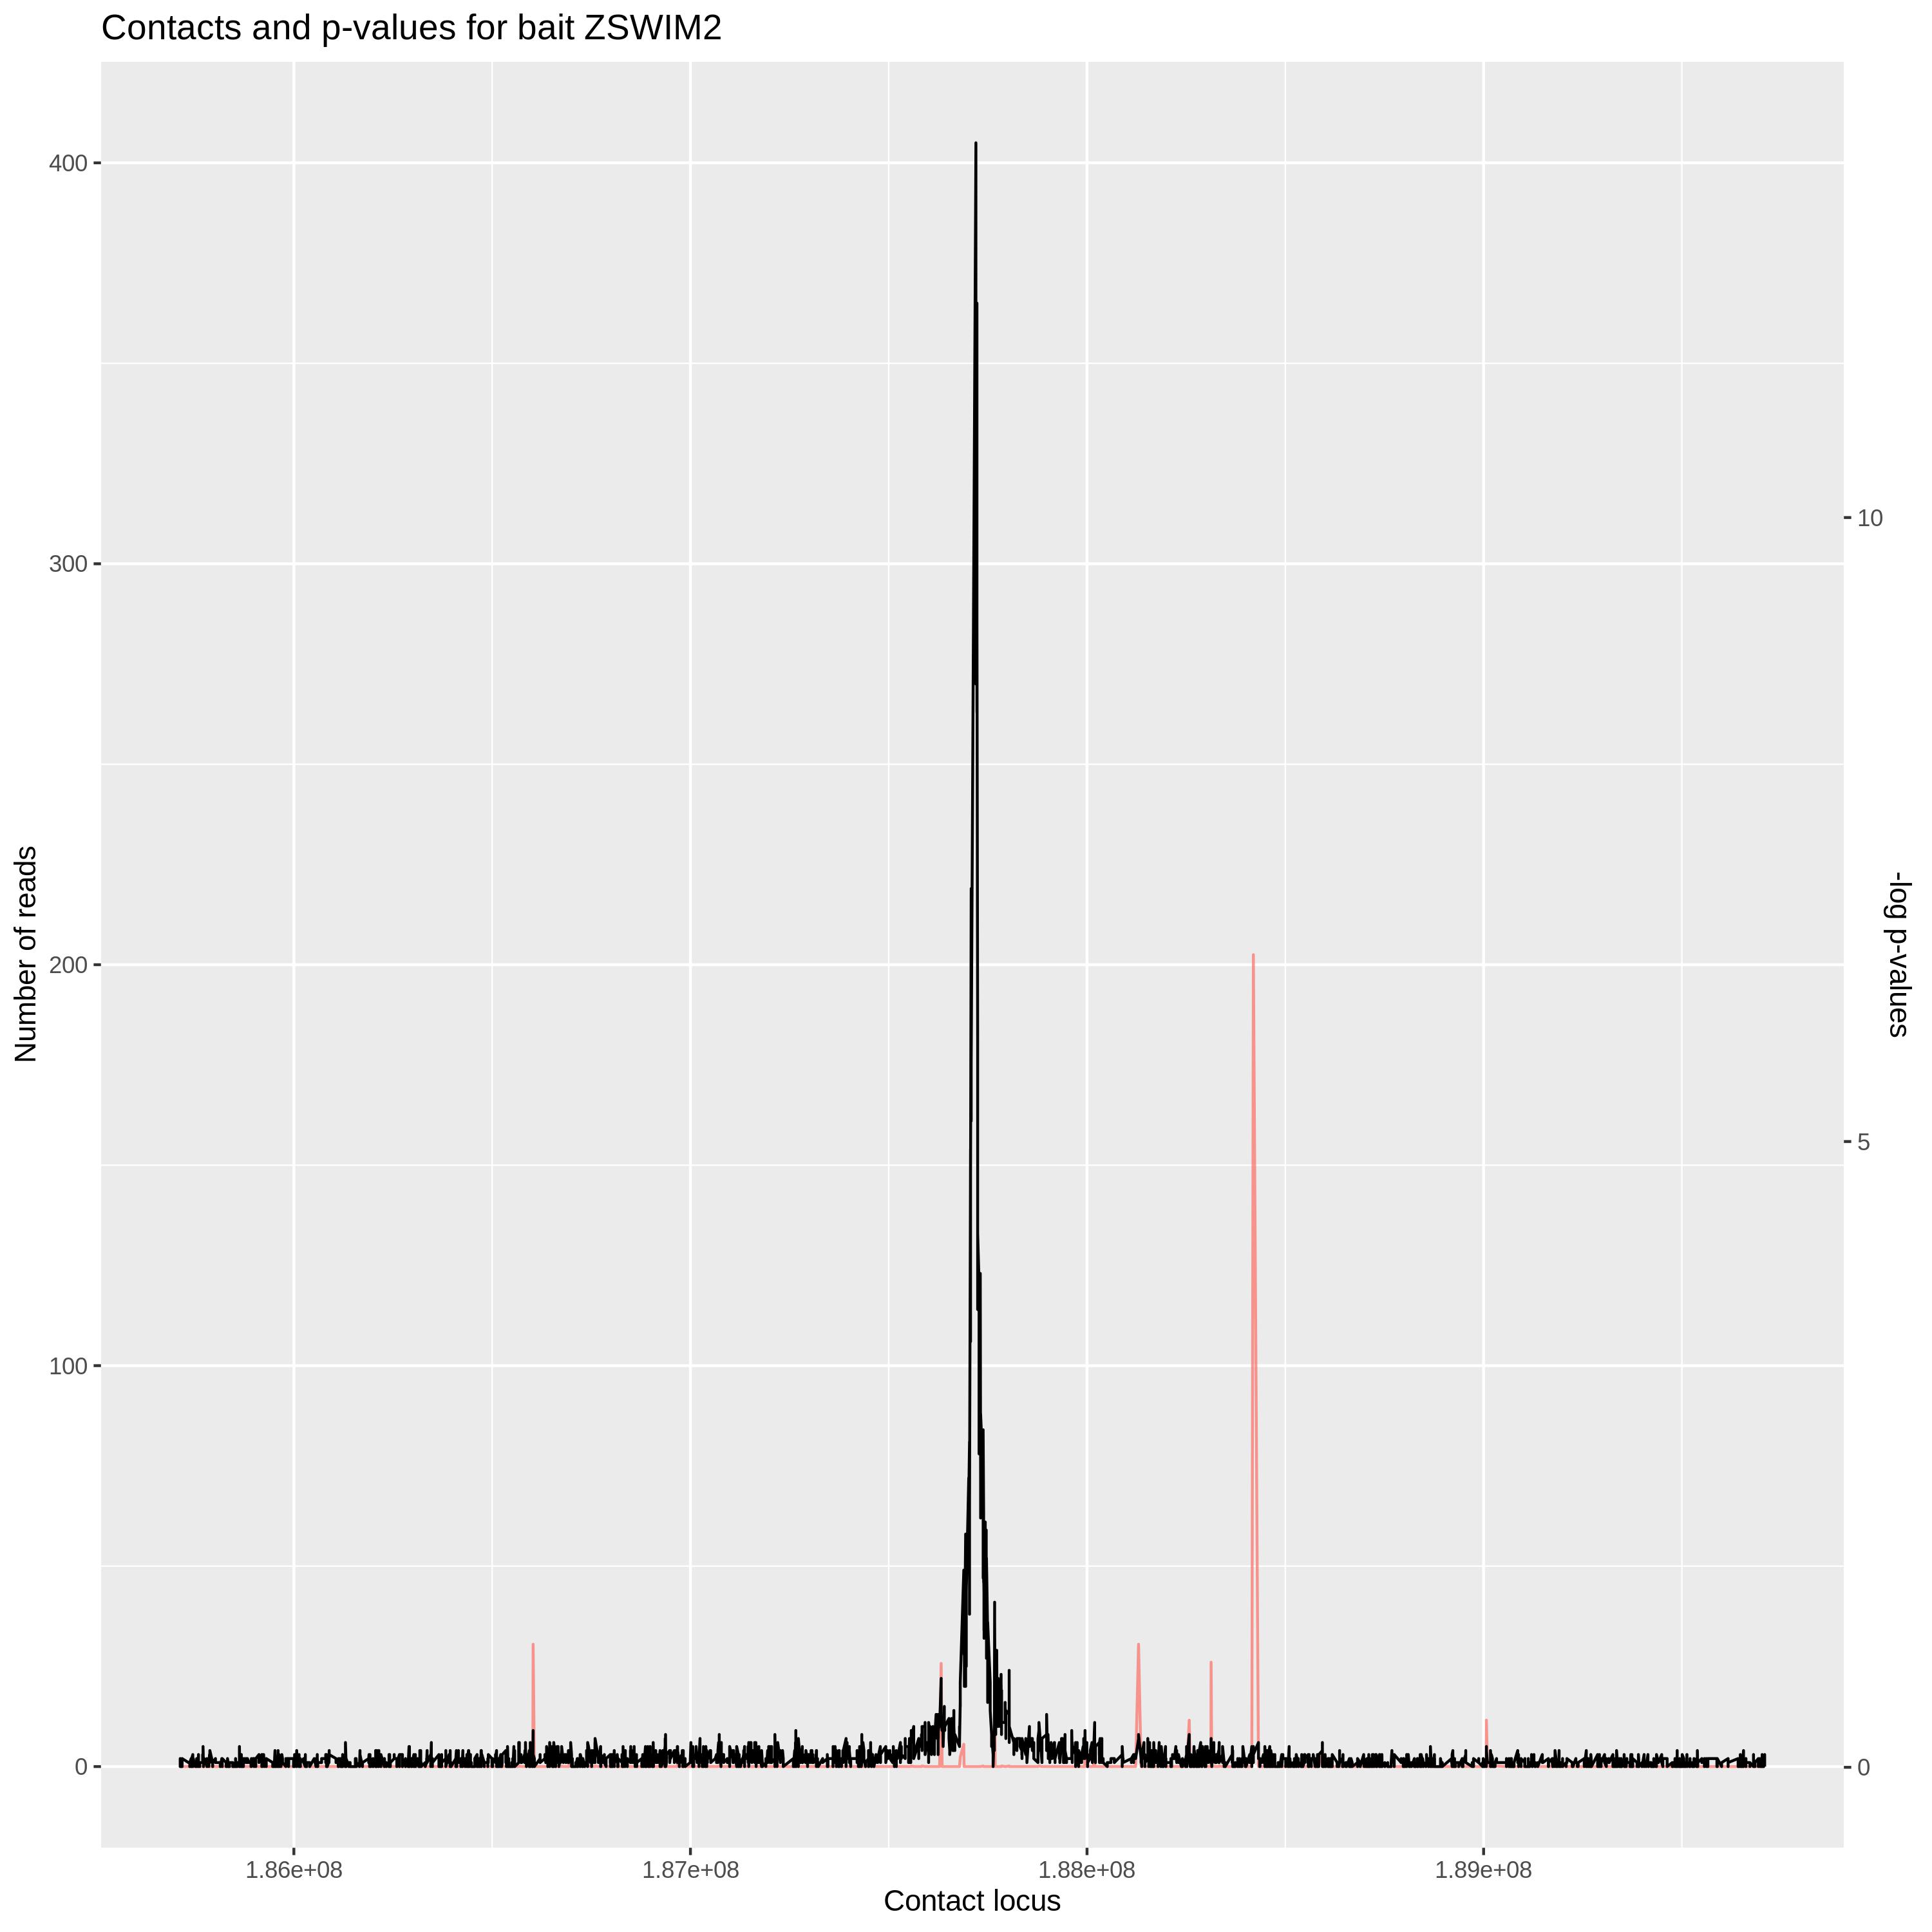 Contacts and p-values for bait ZSWIM2
400
300
200
100
0
Number of reads
10
5
0
-log p-values
1.86e+08
1.87e+08
1.88e+08
1.89e+08
Contact locus